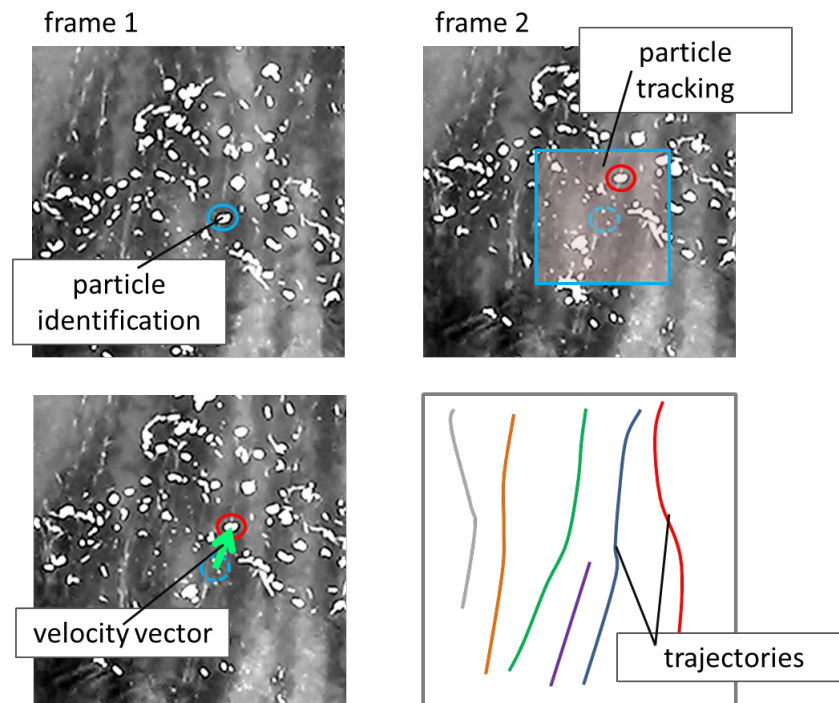 frame 1
frame 2
particle
tracking
particle
identification
velocity vector
trajectories